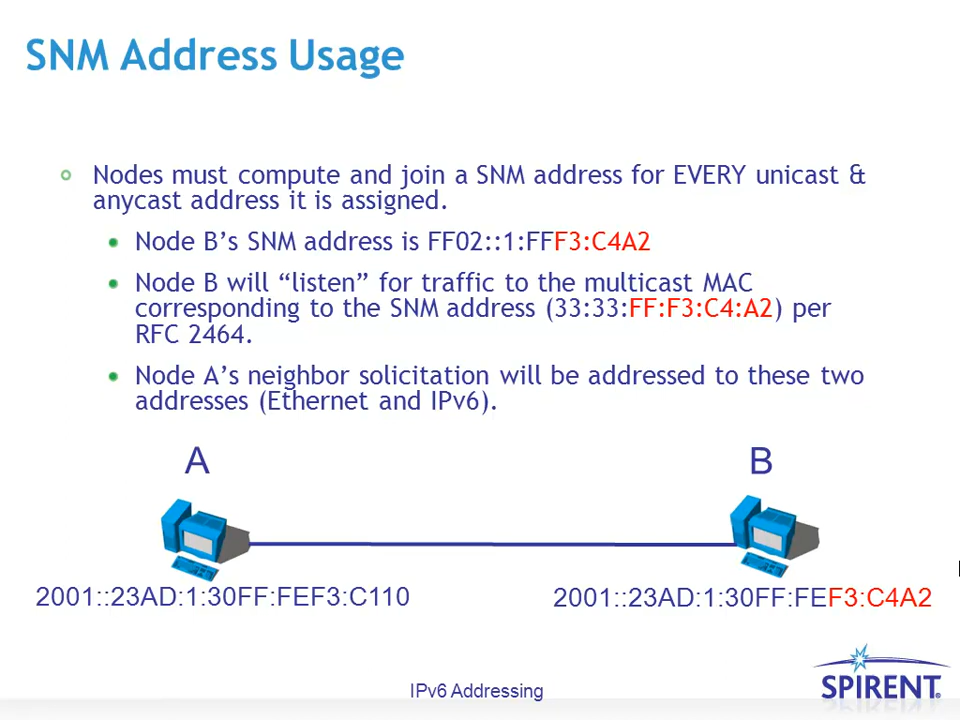 SNM Address Usage
Nodes must compute and join a SNM address for EVERY unicast &
anycast address it is assigned.
Node B’s SNM address is FF02::1:FFF3:C4A2
Node B will “listen” for traffic to the multicast MAC
corresponding to the SNM address (33:33:FF:F3:C4:A2) per
RFC 2464.
Node A’s neighbor solicitation will be addressed to these two
addresses (Ethernet and IPv6).
A
B
2001::23AD:1:30FF:FEF3:C110
2001::23AD:1:30FF:FEF3:C4A2
IPv6 Addressing
SPIRENT®